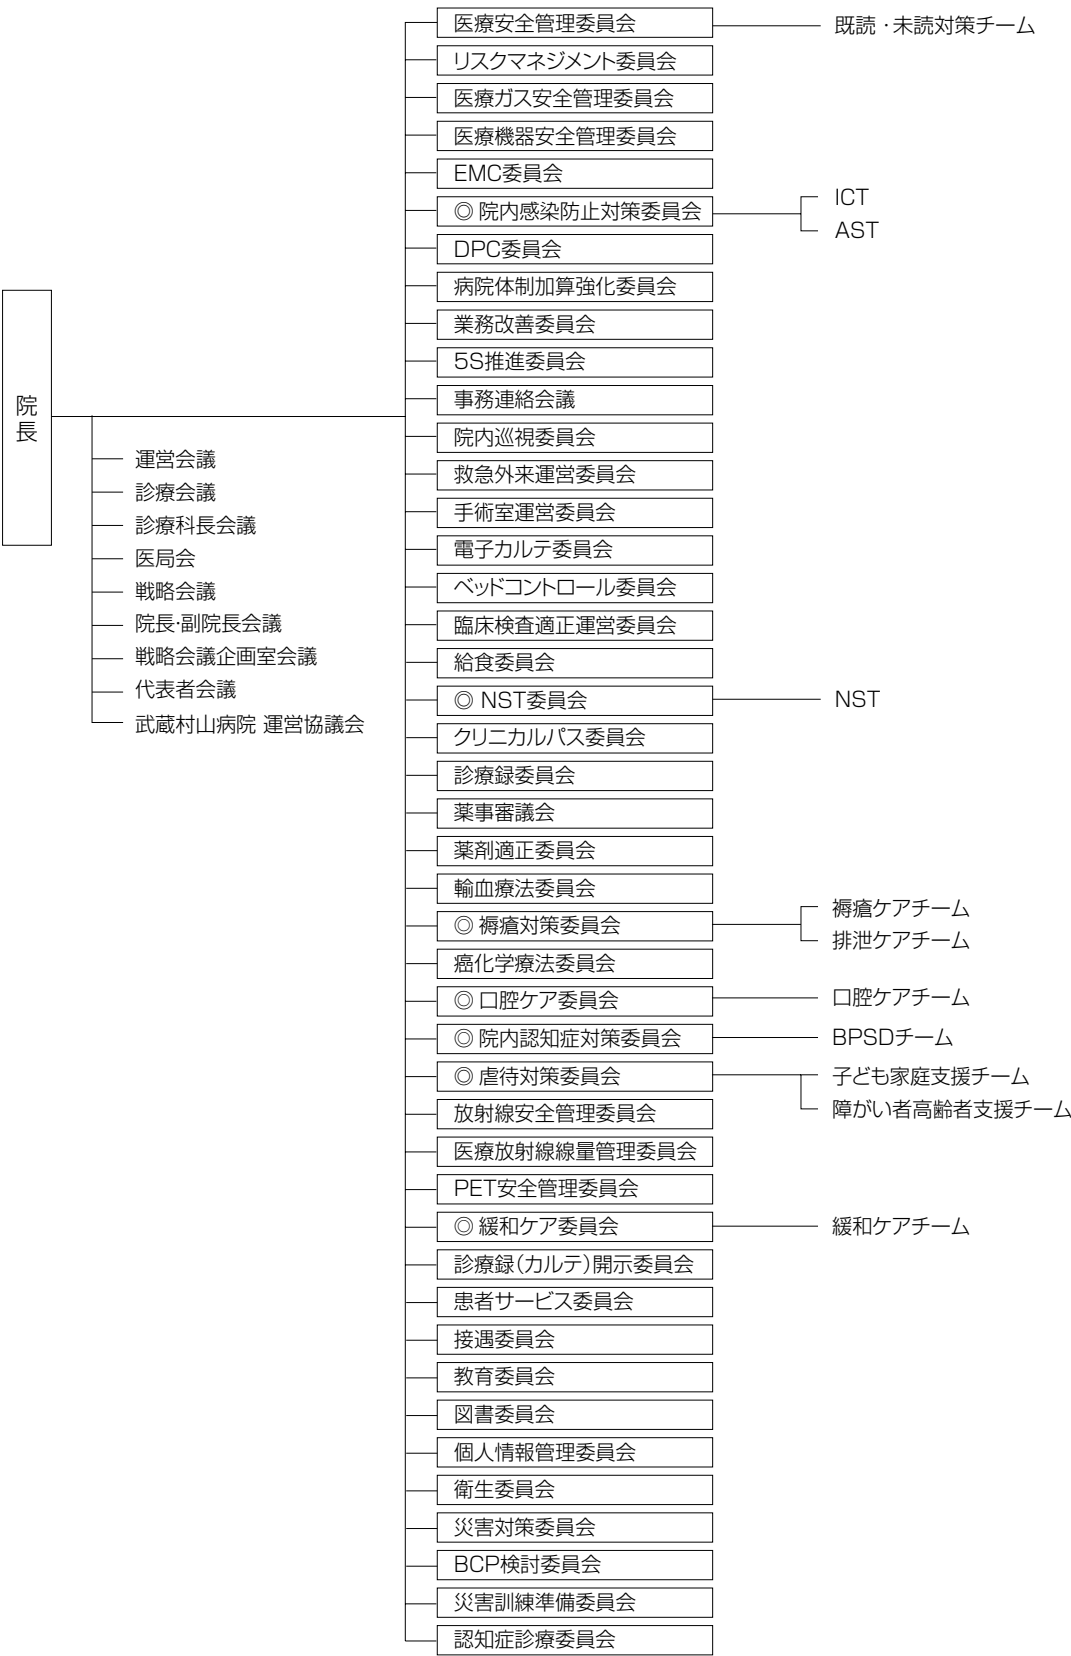 院長
運営会議
診療会議
診療科長会議
医局会
戦略会議
院長・副院長会議
戦略会議企画室会議
代表者会議
武蔵村山病院 運営協議会
医療安全管理委員会
既読・未読対策チーム
リスクマネジメント委員会
医療ガス安全管理委員会
医療機器安全管理委員会
EMC委員会
◎ 院内感染防止対策委員会
ICT
AST
DPC委員会
病院体制加算強化委員会
業務改善委員会
5S推進委員会
事務連絡会議
院内巡視委員会
救急外来運営委員会
手術室運営委員会
電子カルテ委員会
ベッドコントロール委員会
臨床検査適正運営委員会
給食委員会
◎ NST委員会
NST
クリニカルパス委員会
診療録委員会
薬事審議会
薬剤適正委員会
輸血療法委員会
◎ 褥瘡対策委員会
褥瘡ケアチーム
排泄ケアチーム
癌化学療法委員会
◎ 口腔ケア委員会
口腔ケアチーム
◎ 院内認知症対策委員会
BPSDチーム
◎ 虐待対策委員会
子ども家庭支援チーム
障がい者高齢者支援チーム
放射線安全管理委員会
医療放射線線量管理委員会
PET安全管理委員会
◎ 緩和ケア委員会
緩和ケアチーム
診療録（カルテ）開示委員会
患者サービス委員会
接遇委員会
教育委員会
図書委員会
個人情報管理委員会
衛生委員会
災害対策委員会
BCP検討委員会
災害訓練準備委員会
認知症診療委員会